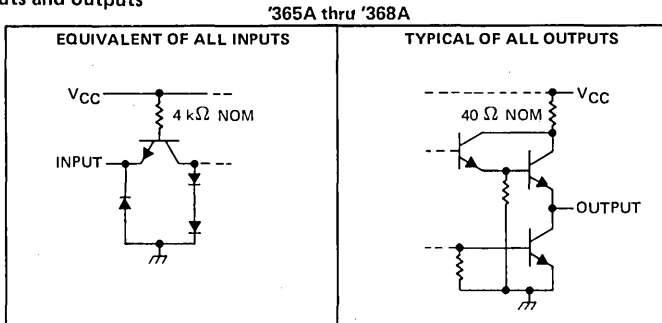 uts and outputs
'365A thru '368A
EQUIVALENT OF ALL INPUTS
VCC
4 kΩ NOM
INPUT
TYPICAL OF ALL OUTPUTS
VCC
40 Ω NOM
OUTPUT